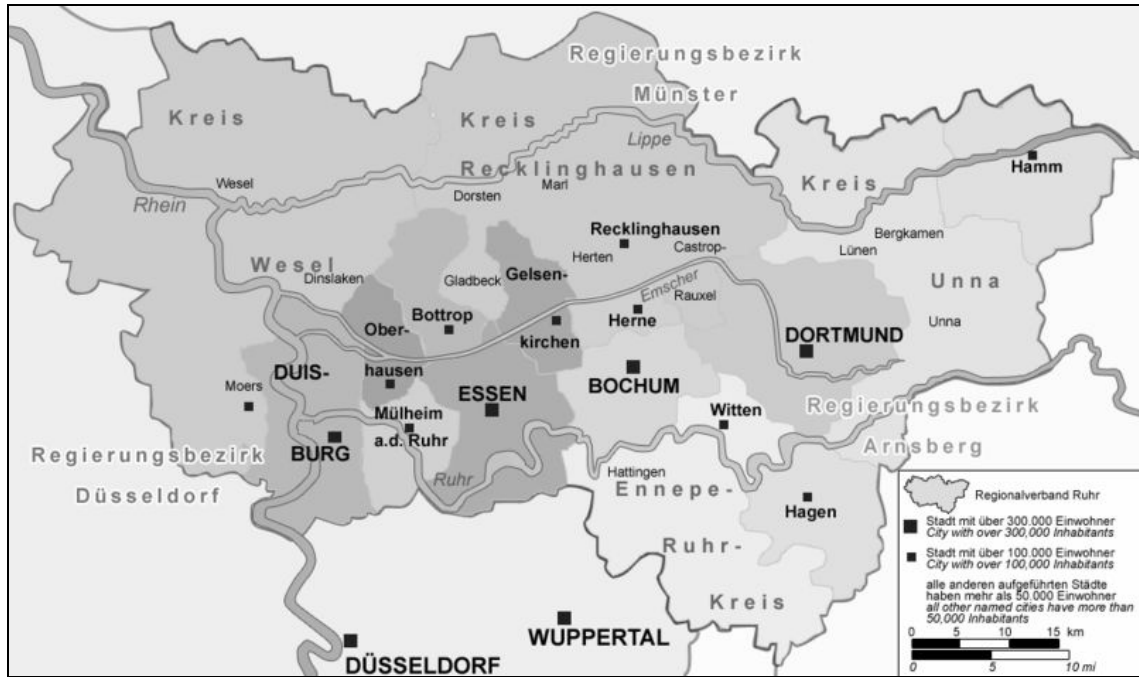 Regierungsbezirk
Münster
Kreis
Kreis
Lippe
Recklinghausen
Hamm
Kreis
Wesel
Rhein
Dorsten
Marl
Recklinghausen
Bergkamen
Castrop-
Lünen
Herten
Wesel
Dinslaken
Gladbeck
Gelsen-
Unna
Emscher
Rauxel
Bottrop
Ober-
Herne
Unna
kirchen
DORTMUND
hausen
DUIS-
Moers
ESSEN
BOCHUM
Mülheim
a.d. Ruhr
Witten
Regierungsbezirk
Arnsberg
BURG
Regierungsbezirk
Düsseldorf
Ruhr
Hattingen
Ennepe-
Hagen
Ruhr-
Kreis
WUPPERTAL
DÜSSELDORF
Regionalverband Ruhr
Stadt mit über 300.000 Einwohner
City with over 300,000 Inhabitants
Stadt mit über 100.000 Einwohner
City with over 100,000 Inhabitants
alle anderen aufgeführten Städte
haben mehr als 50.000 Einwohner
all other named cities have more than
50,000 Inhabitants
0 5 10 15 km
0 5 10 mi